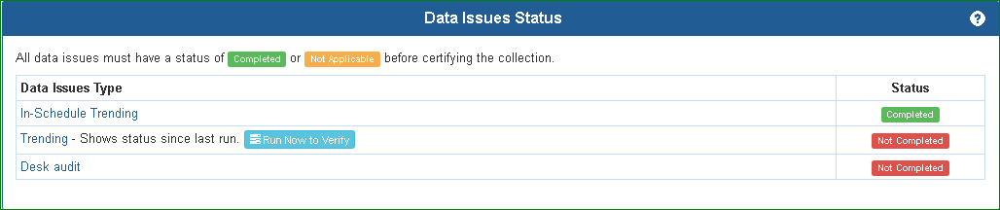 Data Issues Status
?
All data issues must have a status of Completed or Not Applicable before certifying the collection.
Data Issues Type Status
In-Schedule Trending Completed
Trending - Shows status since last run. Run Now to Verify Not Completed
Desk audit Not Completed